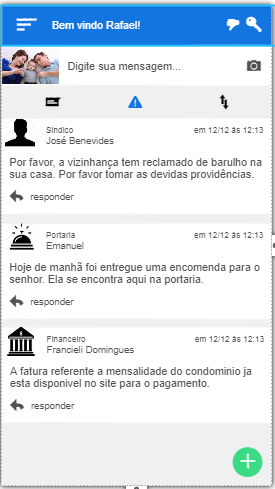 Bem vindo Rafael!
Digite sua mensagem...
Síndico em 12/12 às 12:13
José Benevides
Por favor, a vizinhança tem reclamado de barulho na
sua casa. Por favor tomar as devidas providências.
responder
Portaria em 12/12 às 12:13
Emanuel
Hoje de manhã foi entregue uma encomenda para o
senhor. Ela se encontra aqui na portaria.
responder
Financeiro em 12/12 às 12:13
Francieli Domingues
A fatura referente a mensalidade do condominio ja
esta disponivel no site para o pagamento.
responder